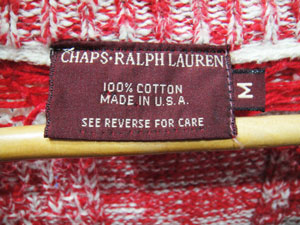 CHAPS·RALPH LAUREN
100% COTTON
MADE IN U.S.A.
SEE REVERSE FOR CARE
M